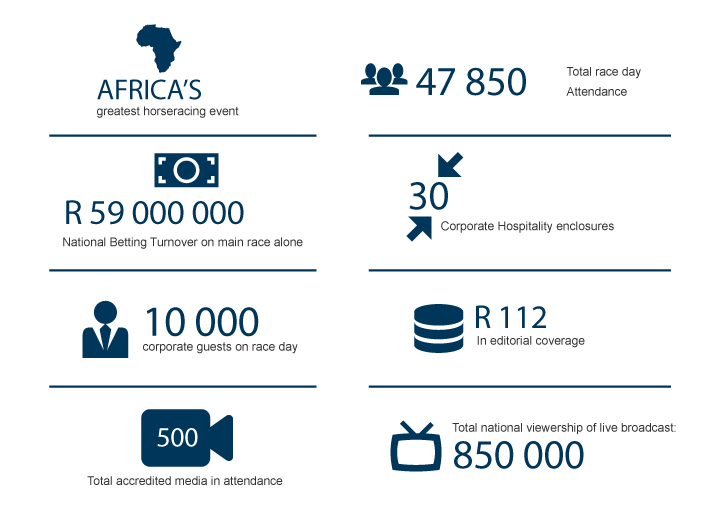 AFRICA'S
greatest horseracing event
47 850
Total race day
Attendance
R 59 000 000
National Betting Turnover on main race alone
30
Corporate Hospitality enclosures
10 000
corporate guests on race day
R 112
In editorial coverage
500
Total accredited media in attendance
Total national viewership of live broadcast:
850 000